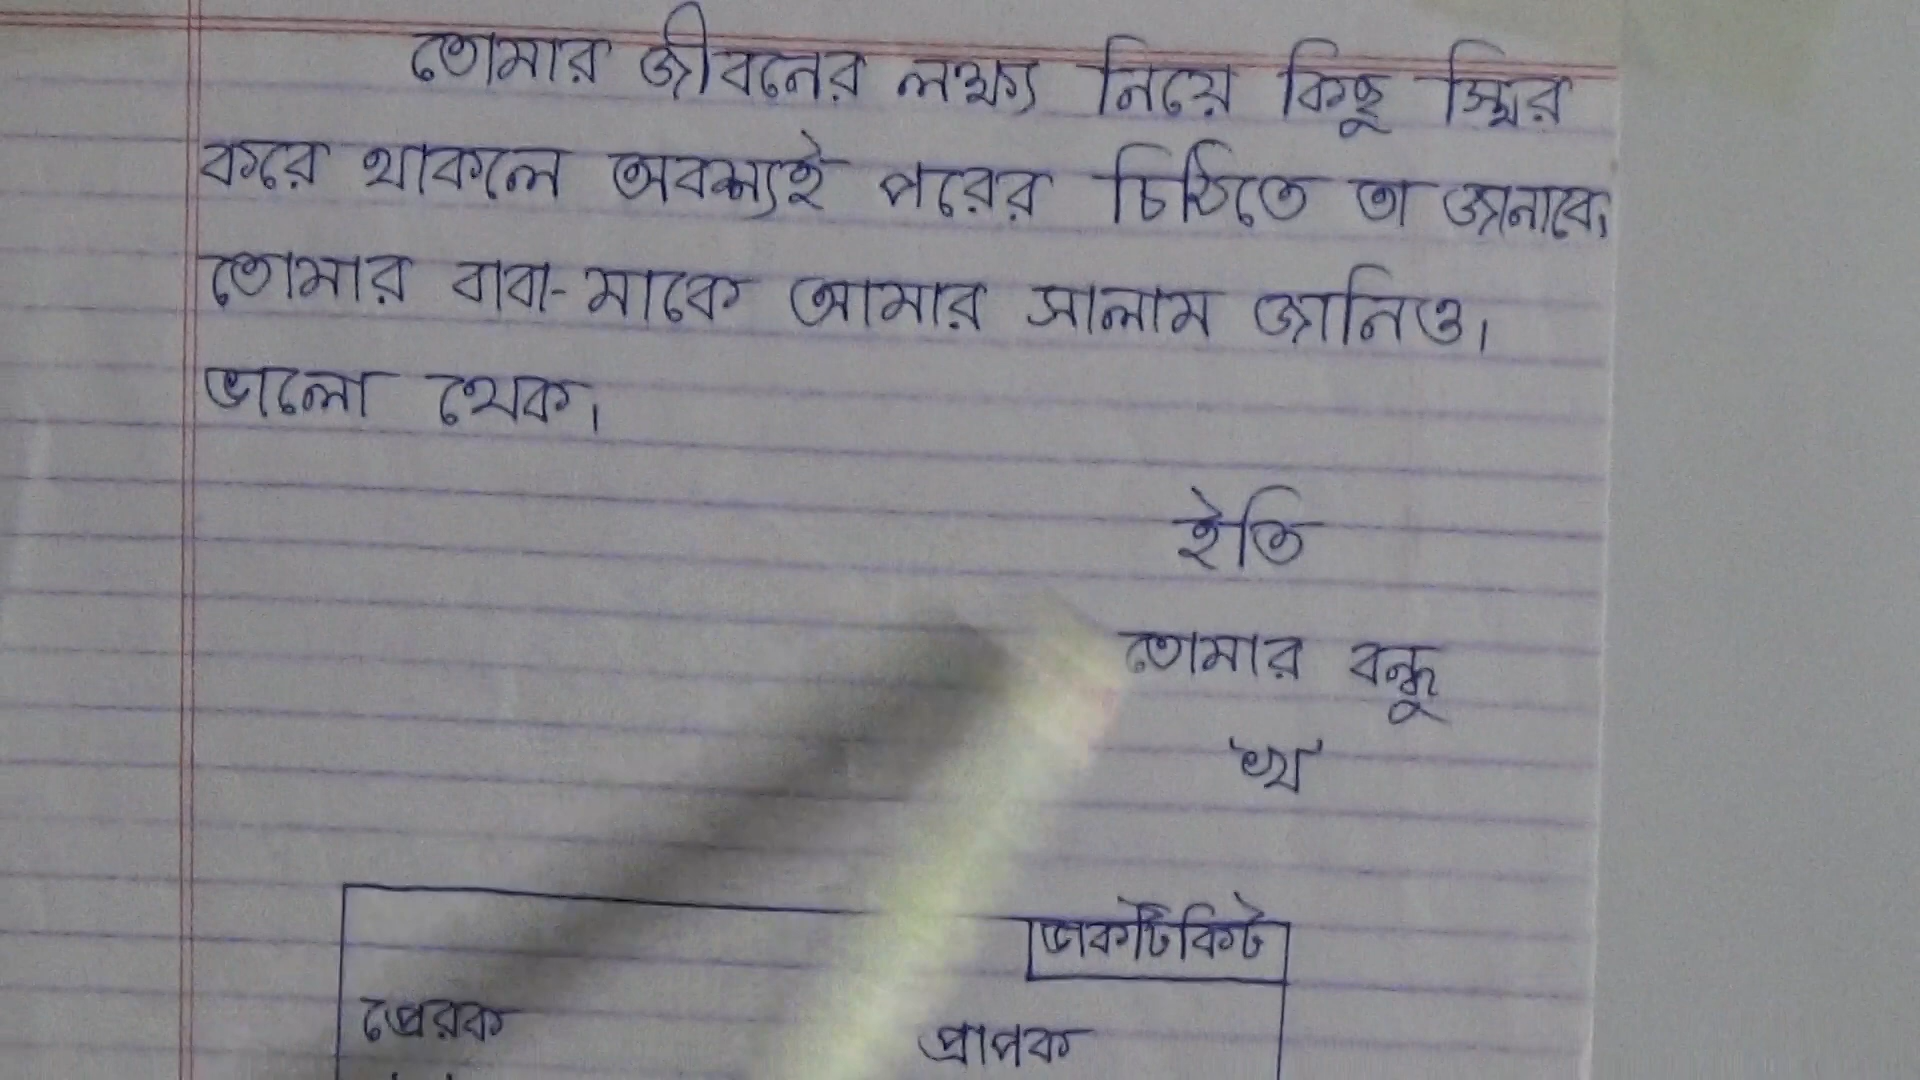 তোমার জীবনের লক্ষ্য নিয়ে কিছু স্থির
করে থাকলে অবশ্যই পরের চিঠিতে তা জানাবে।
তোমার বাবা-মাকে আমার সালাম জানিও।
ভালো থেক।
ইতি
তোমার বন্ধু
'খ'
ডাকটিকিট
প্রেরক প্রাপক